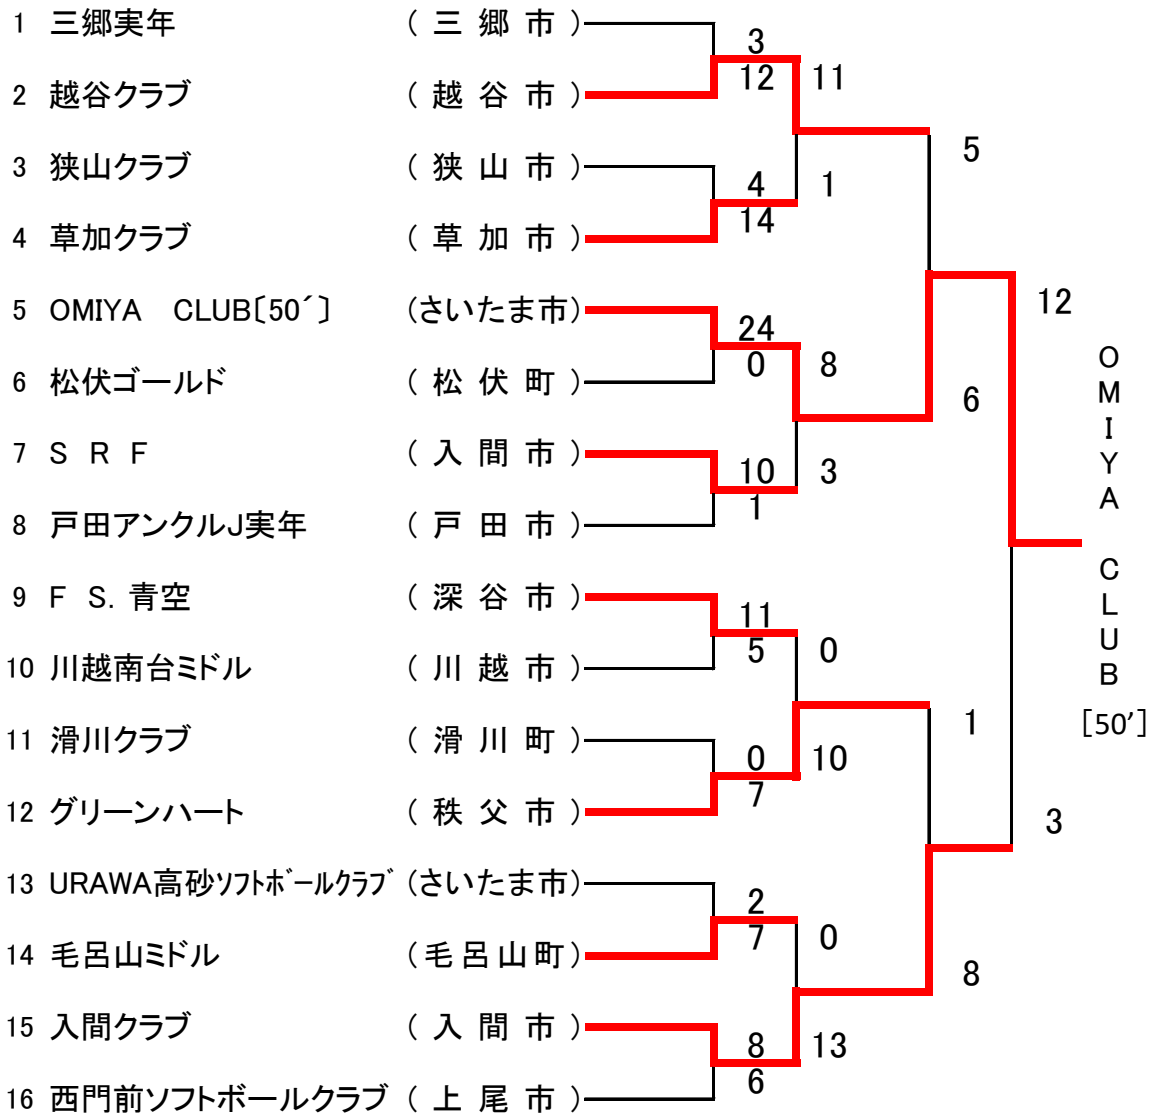 1 三郷実年 ( 三 郷 市 )
3
12
11
2 越谷クラブ ( 越 谷 市 )
5
3 狭山クラブ ( 狭 山 市 )
4
14
1
4 草加クラブ ( 草 加 市 )
12
5 OMIYA CLUB〔50´〕 (さいたま市)
24
0
8
6 松伏ゴールド ( 松 伏 町 )
6
7 S R F ( 入 間 市 )
10
1
3
8 戸田アンクルJ実年 ( 戸 田 市 )
OMIYA CLUB
[50']
9 F S. 青空 ( 深 谷 市 )
11
5
0
10 川越南台ミドル ( 川 越 市 )
1
11 滑川クラブ ( 滑 川 町 )
0
7
10
12 グリーンハート ( 秩 父 市 )
3
13 URAWA高砂ソフトボールクラブ (さいたま市)
2
7
0
14 毛呂山ミドル (毛呂山町)
8
15 入間クラブ ( 入 間 市 )
8
6
13
16 西門前ソフトボールクラブ ( 上 尾 市 )